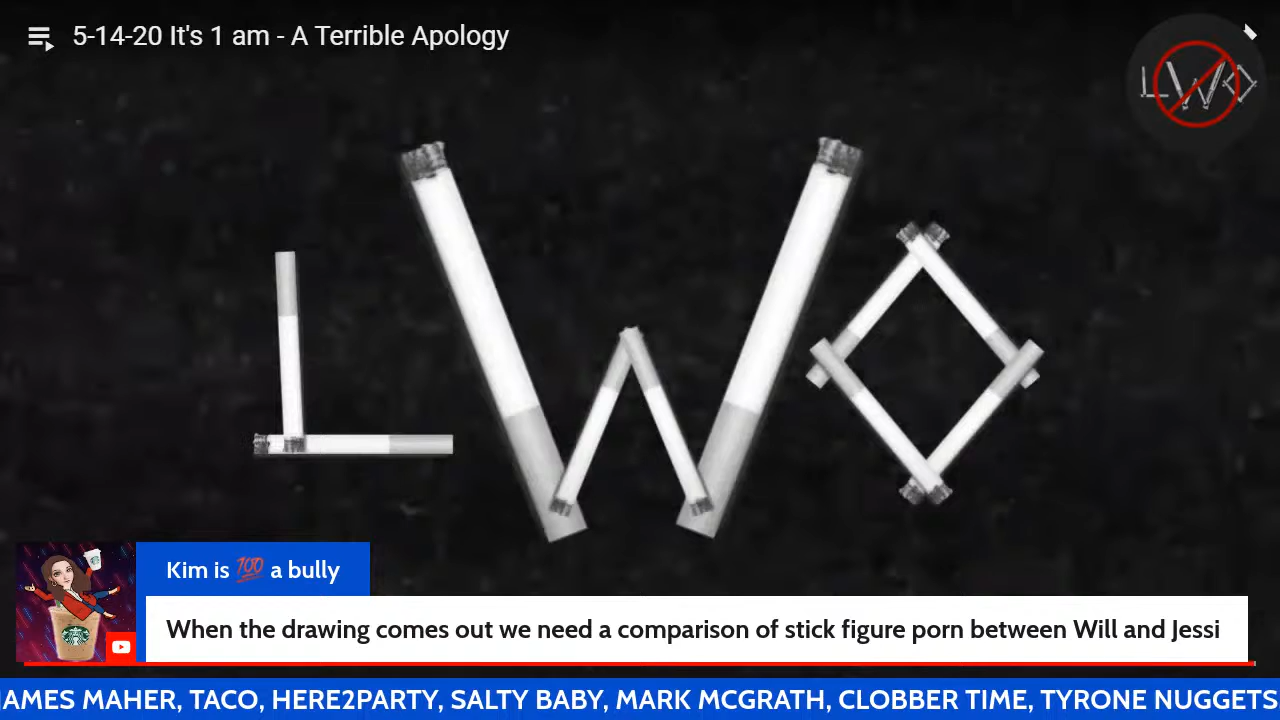 5-14-20 It's 1 am - A Terrible Apology
LWO
LWO
Kim is 💯 a bully
When the drawing comes out we need a comparison of stick figure porn between Will and Jessi
JAMES MAHER, TACO, HERE2PARTY, SALTY BABY, MARK MCGRATH, CLOBBER TIME, TYRONE NUGGETS